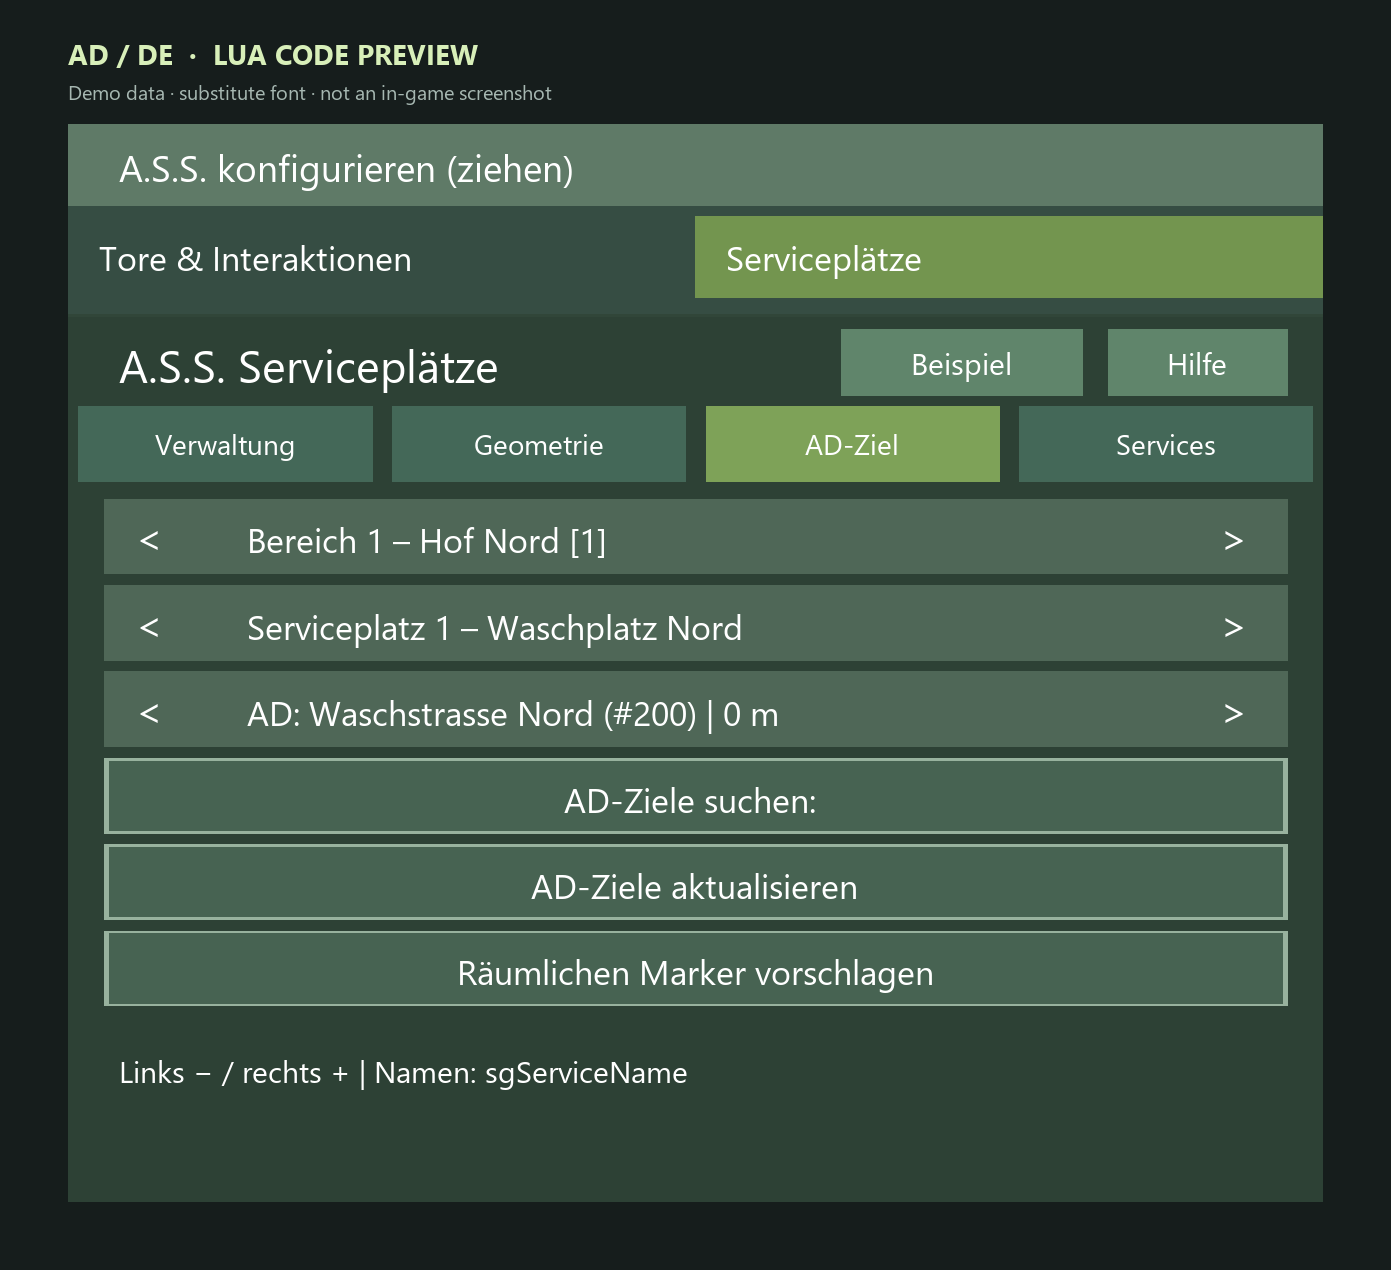 AD / DE · LUA CODE PREVIEW
Demo data · substitute font · not an in-game screenshot
A.S.S. konfigurieren (ziehen)
Tore & Interaktionen Serviceplätze
A.S.S. Serviceplätze Beispiel Hilfe
Verwaltung Geometrie AD-Ziel Services
< Bereich 1 – Hof Nord [1] >
< Serviceplatz 1 – Waschplatz Nord >
< AD: Waschstrasse Nord (#200) | 0 m >
AD-Ziele suchen:
AD-Ziele aktualisieren
Räumlichen Marker vorschlagen
Links − / rechts + | Namen: sgServiceName